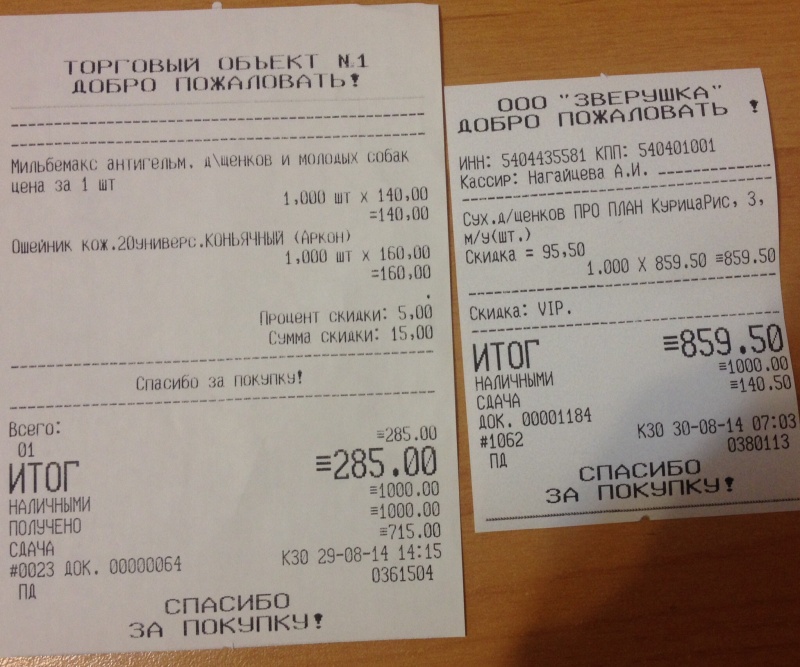 ТОРГОВЫЙ ОБЪЕКТ №1
ДОБРО ПОЖАЛОВАТЬ!
Мильбемакс антигельм. д\щенков и молодых собак
цена за 1 шт
1,000 шт X 140,00
=140,00
Ошейник кож.20универс.КОНЬЯЧНЫЙ (Аркон)
1,000 шт X 160,00
=160,00
.
Процент скидки: 5,00
Сумма скидки: 15,00
Спасибо за покупку!
Всего:
01 ≡285.00
ИТОГ ≡285.00
НАЛИЧНЫМИ ≡1000.00
ПОЛУЧЕНО ≡1000.00
СДАЧА ≡715.00
#0023 ДОК. 00000064 КЗО 29-08-14 14:15
ПД 0361504
СПАСИБО
ЗА ПОКУПКУ!
ООО "ЗВЕРУШКА"
ДОБРО ПОЖАЛОВАТЬ !
ИНН: 5404435581 КПП: 540401001
Кассир: Нагайцева А.И.
Сух.д/щенков ПРО ПЛАН КурицаРис, 3,
м/у(шт.)
Скидка = 95,50
1.000 X 859.50 ≡859.50
Скидка: VIP.
ИТОГ ≡859.50
НАЛИЧНЫМИ ≡1000.00
СДАЧА ≡140.50
ДОК. 00001184
#1062 КЗО 30-08-14 07:03
ПД 0380113
СПАСИБО
ЗА ПОКУПКУ!